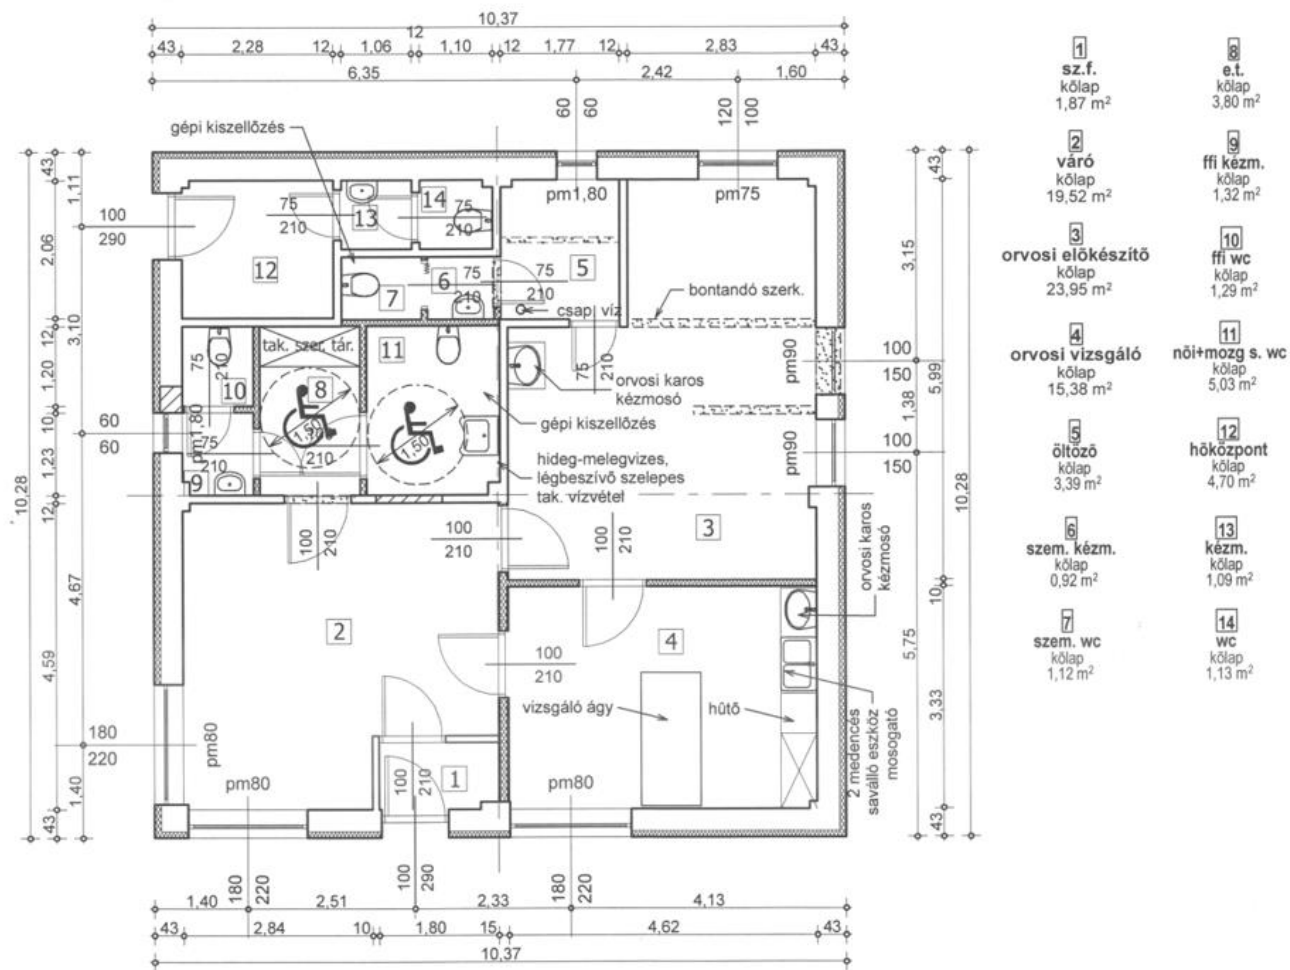 10,37
12
43 2,28 12 1,06 1,10 12 1,77 12 2,83 43
6,35 2,42 1,60
60 60 120 100
gépi kiszellőzés
pm1,80 pm75
43 1,11 2,06 12 3,10 1,20 10 1,23 12 4,67 4,59 1,40 43
10,28
100
290
75
210
13
14
75
210
12
7
6
75
210
75
210
5
csap víz
bontandó szerk.
tak. szer. tár.
11
75
210
10
8
1,50
1,50
210
75
210
orvosi karos
kézmosó
gépi kiszellőzés
pm90
100
150
pm90
100
150
60
60
pm1,80
75
210
9
hideg-melegvizes,
légbeszívó szelepes
tak. vízvétel
100
210
100
210
100
210
3
orvosi karos
kézmosó
2
100
210
4
vizsgáló ágy
hűtő
2 medencés
saválló eszköz
mosogató
180
220
pm80
pm80
100
210
1
pm80
43 3,15 5,99 1,38 10 5,75 3,33 43
10,28
180 220
100 290
180 220
1,40 2,51 2,33 4,13
43 2,84 10 1,80 15 4,62 43
10,37
1
sz.f.
kőlap
1,87 m²
2
váró
kőlap
19,52 m²
3
orvosi előkészítő
kőlap
23,95 m²
4
orvosi vizsgáló
kőlap
15,38 m²
5
öltöző
kőlap
3,39 m²
6
szem. kézm.
kőlap
0,92 m²
7
szem. wc
kőlap
1,12 m²
8
e.t.
kőlap
3,80 m²
9
ffi kézm.
kőlap
1,32 m²
10
ffi wc
kőlap
1,29 m²
11
női+mozg s. wc
kőlap
5,03 m²
12
hőközpont
kőlap
4,70 m²
13
kézm.
kőlap
1,09 m²
14
wc
kőlap
1,13 m²